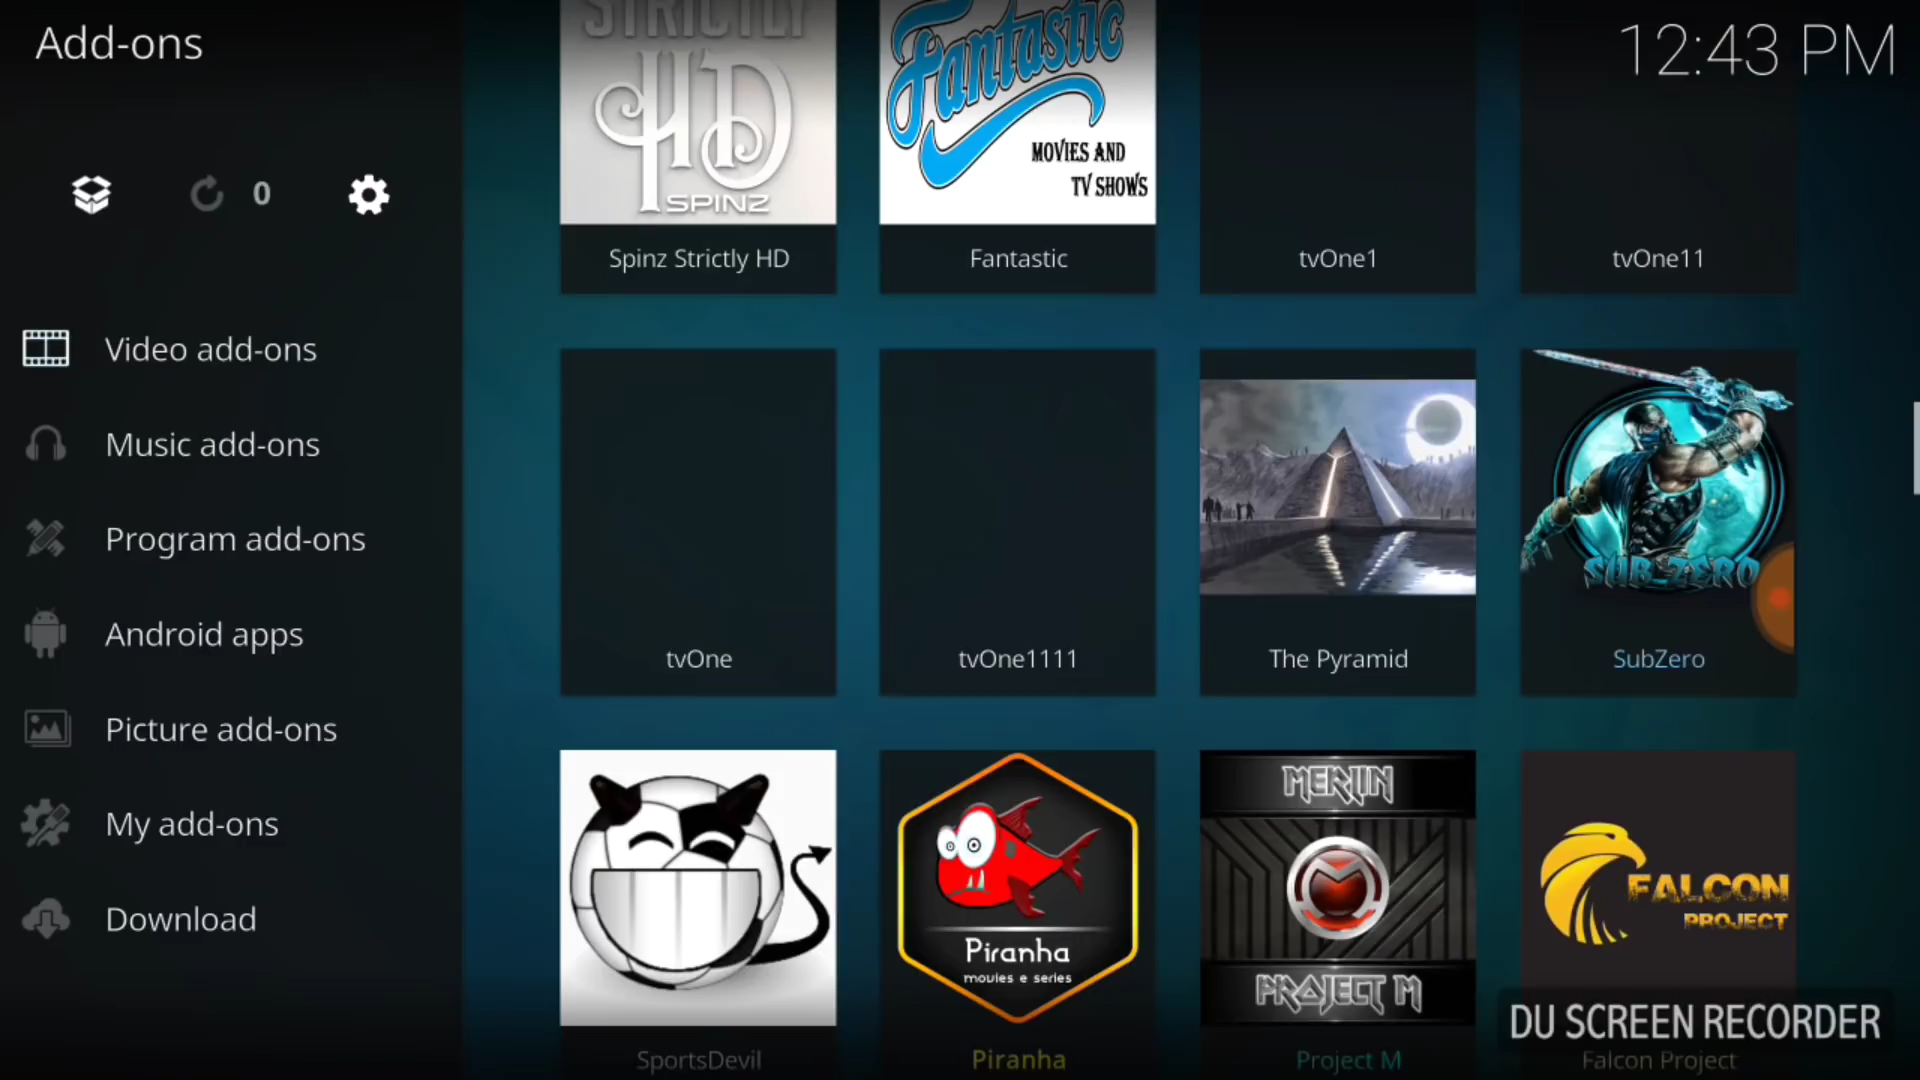 Add-ons
12:43 PM
0
Video add-ons
Music add-ons
Program add-ons
Android apps
Picture add-ons
My add-ons
Download
STRICTLY
HD
SPINZ
Spinz Strictly HD
Fantastic
MOVIES AND
TV SHOWS
Fantastic
tvOne1
tvOne11
tvOne
tvOne1111
The Pyramid
SUB ZERO
SubZero
SportsDevil
Piranha
movies e series
Piranha
MERLIN
PROJECT M
Project M
FALCON
PROJECT
Falcon Project
DU SCREEN RECORDER